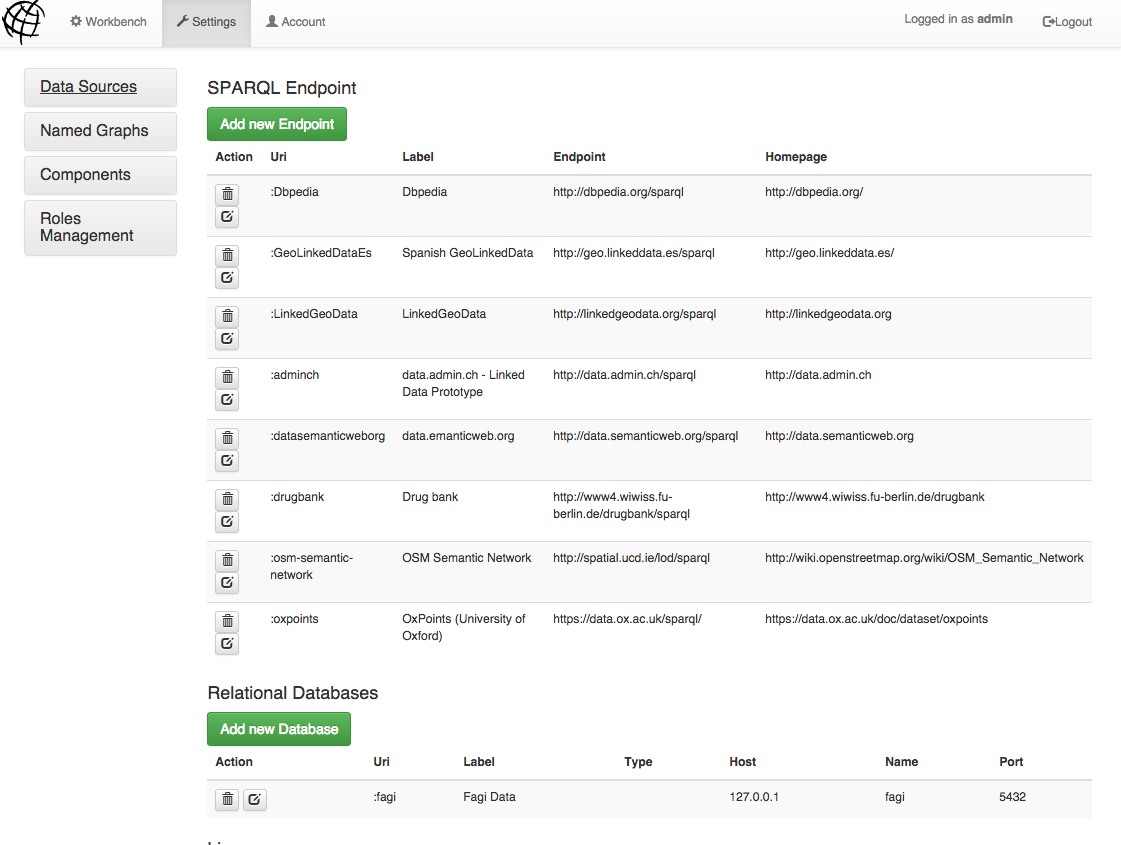 Workbench Settings Account Logged in as admin Logout
Data Sources
Named Graphs
Components
Roles
Management
SPARQL Endpoint
Add new Endpoint
Action Uri Label Endpoint Homepage
:Dbpedia Dbpedia http://dbpedia.org/sparql http://dbpedia.org/
:GeoLinkedDataEs Spanish GeoLinkedData http://geo.linkeddata.es/sparql http://geo.linkeddata.es/
:LinkedGeoData LinkedGeoData http://linkedgeodata.org/sparql http://linkedgeodata.org
:adminch data.admin.ch - Linked http://data.admin.ch/sparql http://data.admin.ch
Data Prototype
:datasemanticweborg data.emanticweb.org http://data.semanticweb.org/sparql http://data.semanticweb.org
:drugbank Drug bank http://www4.wiwiss.fu- http://www4.wiwiss.fu-berlin.de/drugbank
berlin.de/drugbank/sparql
:osm-semantic- OSM Semantic Network http://spatial.ucd.ie/lod/sparql http://wiki.openstreetmap.org/wiki/OSM_Semantic_Network
network
:oxpoints OxPoints (University of https://data.ox.ac.uk/sparql/ https://data.ox.ac.uk/doc/dataset/oxpoints
Oxford)
Relational Databases
Add new Database
Action Uri Label Type Host Name Port
:fagi Fagi Data 127.0.0.1 fagi 5432